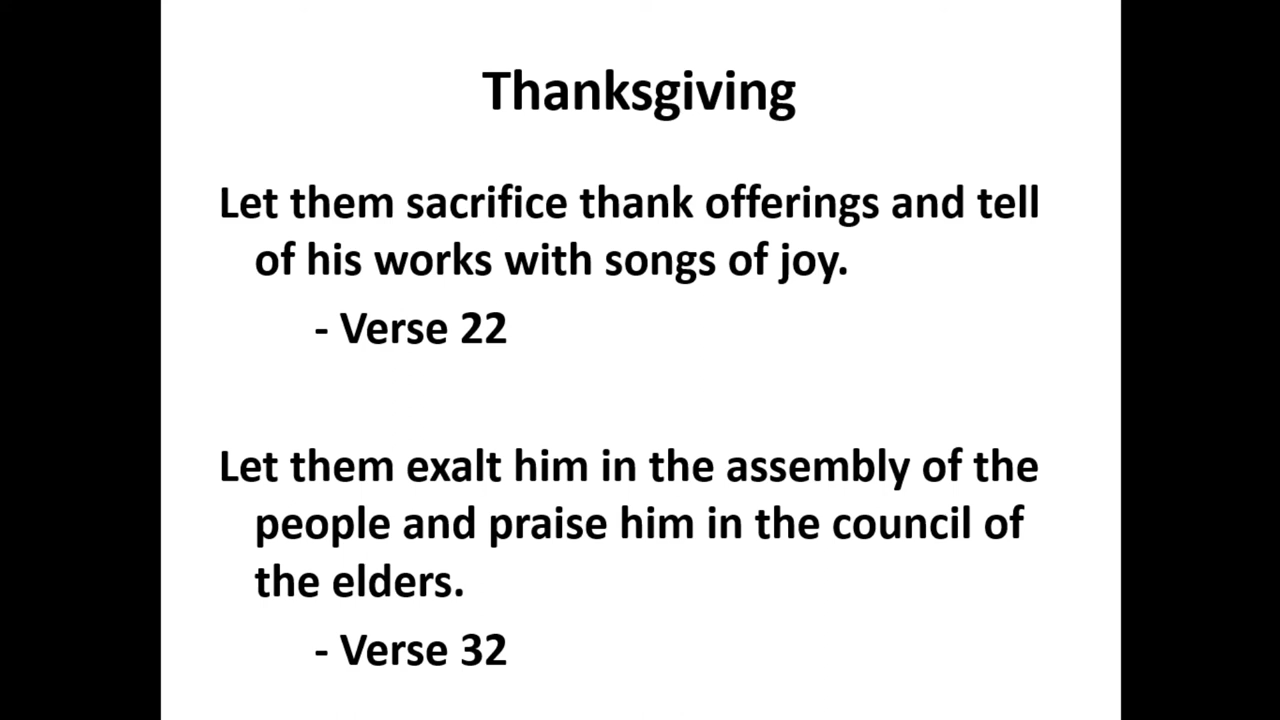 Thanksgiving
Let them sacrifice thank offerings and tell
of his works with songs of joy.
- Verse 22
Let them exalt him in the assembly of the
people and praise him in the council of
the elders.
- Verse 32